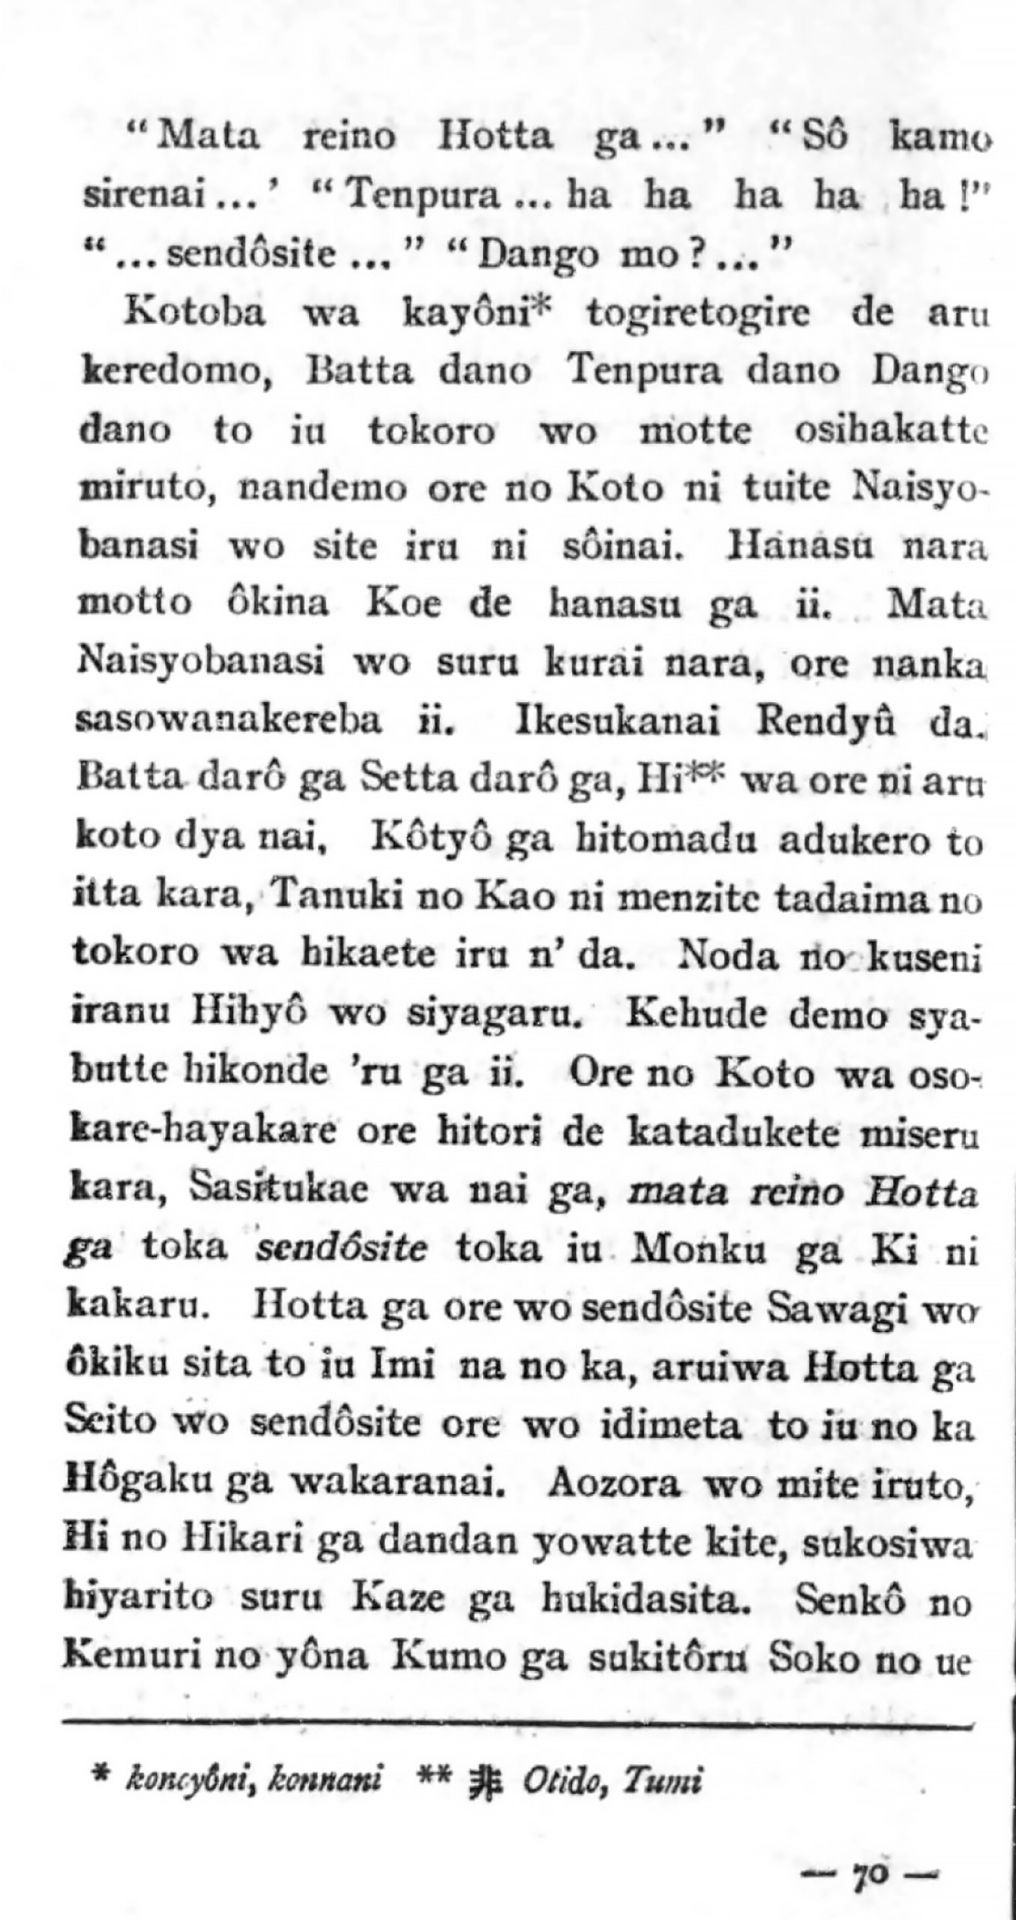 “Mata reino Hotta ga...” “Sô kamo
sirenai...’ “Tenpura... ha ha ha ha ha!”
“...sendôsite...” “Dango mo?...”
Kotoba wa kayôni* togiretogire de aru
keredomo, Batta dano Tenpura dano Dango
dano to iu tokoro wo motte osihakatte
miruto, nandemo ore no Koto ni tuite Naisyo-
banasi wo site iru ni sôinai. Hanasu nara
motto ôkina Koe de hanasu ga ii. Mata
Naisyobanasi wo suru kurai nara, ore nanka
sasowanakereba ii. Ikesukanai Rendyû da.
Batta darô ga Setta darô ga, Hi** wa ore ni aru
koto dya nai, Kôtyô ga hitomadu adukero to
itta kara, Tanuki no Kao ni menzite tadaima no
tokoro wa hikaete iru n’ da. Noda no kuseni
iranu Hihyô wo siyagaru. Kehude demo sya-
butte hikonde ’ru ga ii. Ore no Koto wa oso-
kare-hayakare ore hitori de katadukete miseru
kara, Sasitukae wa nai ga, mata reino Hotta
ga toka sendôsite toka iu Monku ga Ki ni
kakaru. Hotta ga ore wo sendôsite Sawagi wo
ôkiku sita to iu Imi na no ka, aruiwa Hotta ga
Seito wo sendôsite ore wo idimeta to iu no ka
Hôgaku ga wakaranai. Aozora wo mite iruto,
Hi no Hikari ga dandan yowatte kite, sukosiwa
hiyarito suru Kaze ga hukidasita. Senkô no
Kemuri no yôna Kumo ga sukitôru Soko no ue
* konoyôni, konnani ** 非 Otido, Tumi
— 70 —